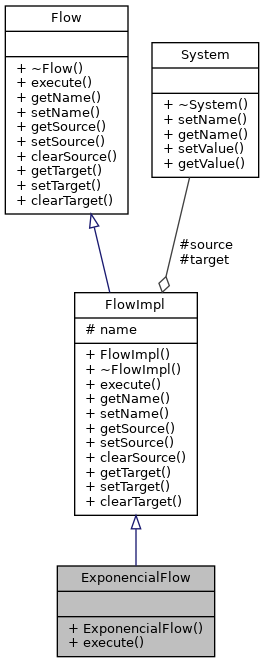 Flow
+ ~Flow()
+ execute()
+ getName()
+ setName()
+ getSource()
+ setSource()
+ clearSource()
+ getTarget()
+ setTarget()
+ clearTarget()
System
+ ~System()
+ setName()
+ getName()
+ setValue()
+ getValue()
#source
#target
FlowImpl
# name
+ FlowImpl()
+ ~FlowImpl()
+ execute()
+ getName()
+ setName()
+ getSource()
+ setSource()
+ clearSource()
+ getTarget()
+ setTarget()
+ clearTarget()
ExponencialFlow
+ ExponencialFlow()
+ execute()